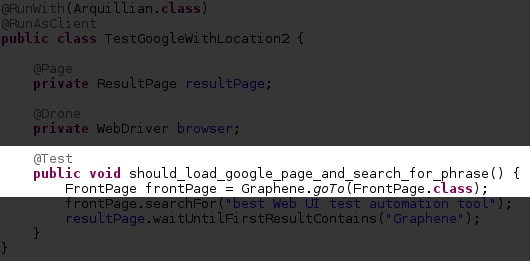 @RunWith(Arquillian.class)
@RunAsClient
public class TestGoogleWithLocation2 {
@Page
private ResultPage resultPage;
@Drone
private WebDriver browser;
@Test
public void should_load_google_page_and_search_for_phrase() {
FrontPage frontPage = Graphene.goTo(FrontPage.class);
frontPage.searchFor("best Web UI test automation tool");
resultPage.waitUntilFirstResultContains("Graphene");
}
}